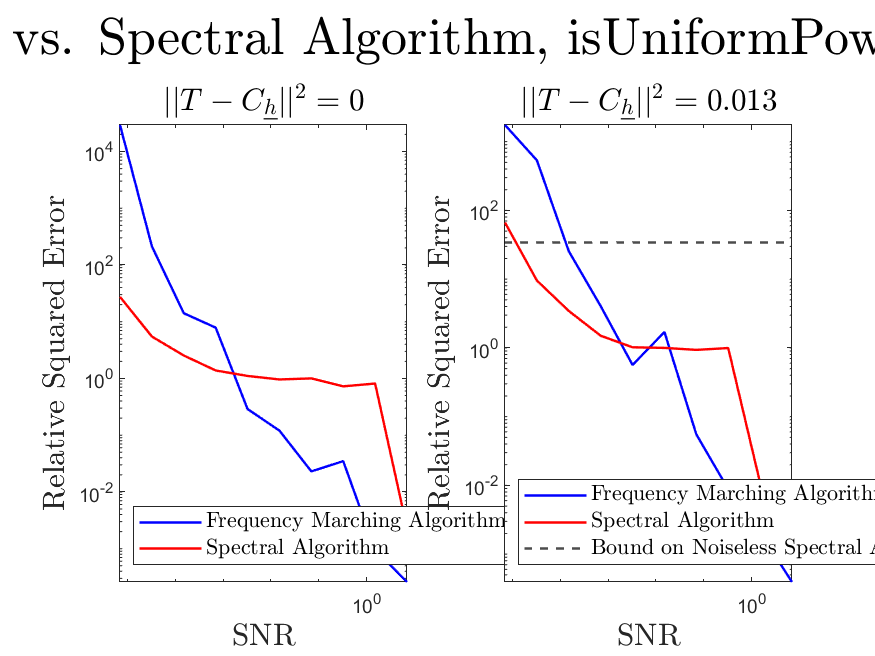 vs. Spectral Algorithm, isUniformPow
||T − C_h||² = 0
||T − C_h||² = 0.013
Relative Squared Error
10⁴
10²
10⁰
10⁻²
Frequency Marching Algorithm
Spectral Algorithm
10⁰
SNR
Relative Squared Error
10²
10⁰
10⁻²
Frequency Marching Algorithm
Spectral Algorithm
Bound on Noiseless Spectral
10⁰
SNR